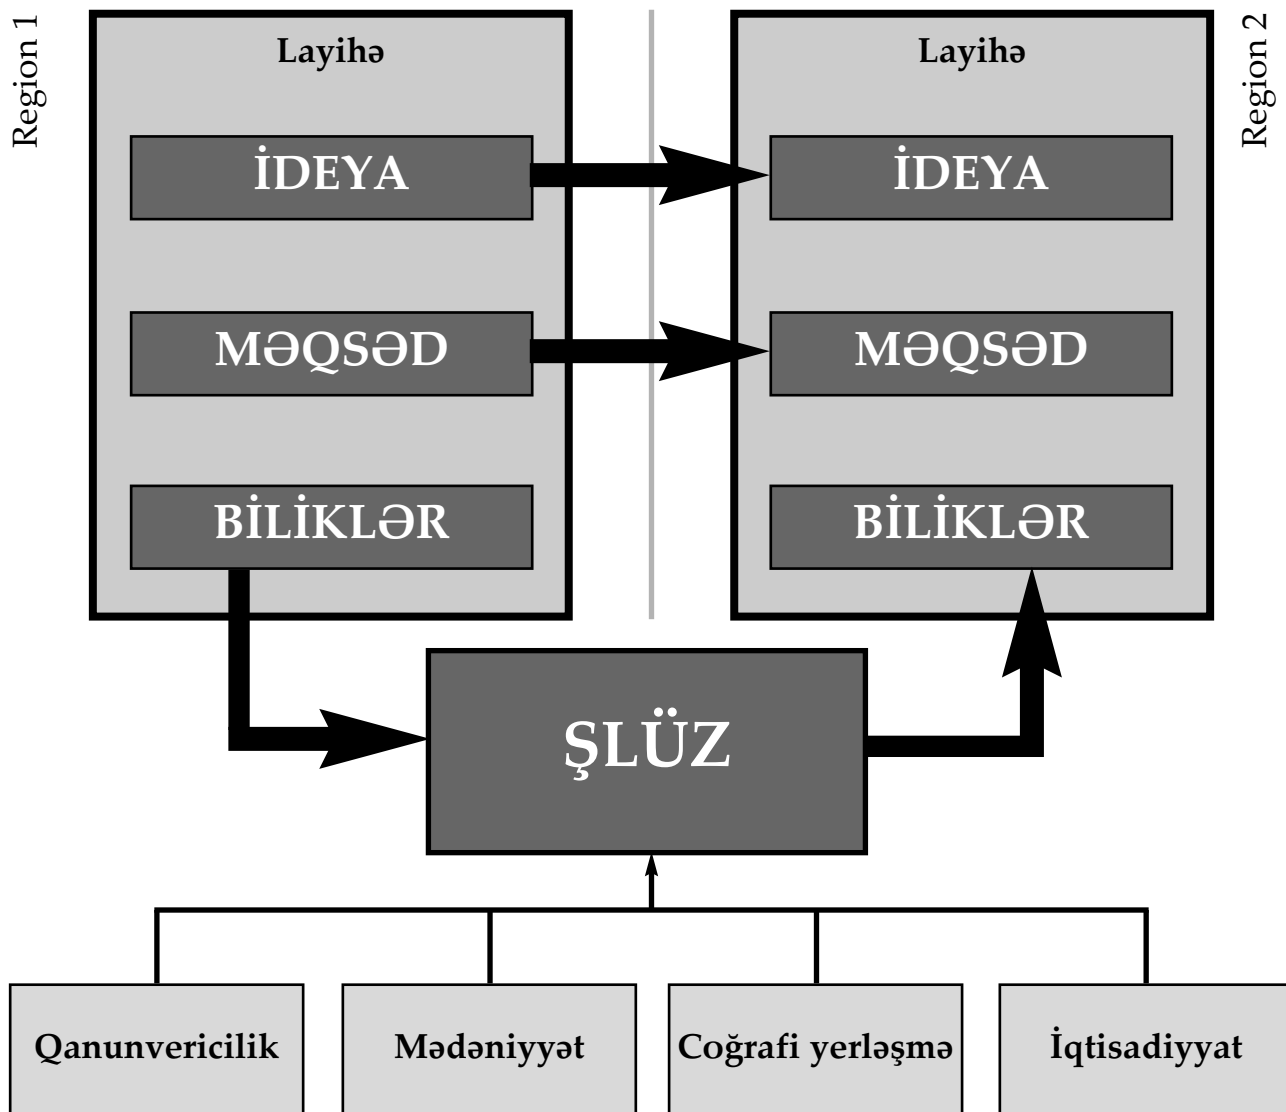 Region 1
Layihə
Layihə
Region 2
İDEYA
İDEYA
MƏQSƏD
MƏQSƏD
BİLİKLƏR
BİLİKLƏR
ŞLÜZ
Qanunvericilik
Mədəniyyət
Coğrafi yerləşmə
İqtisadiyyat